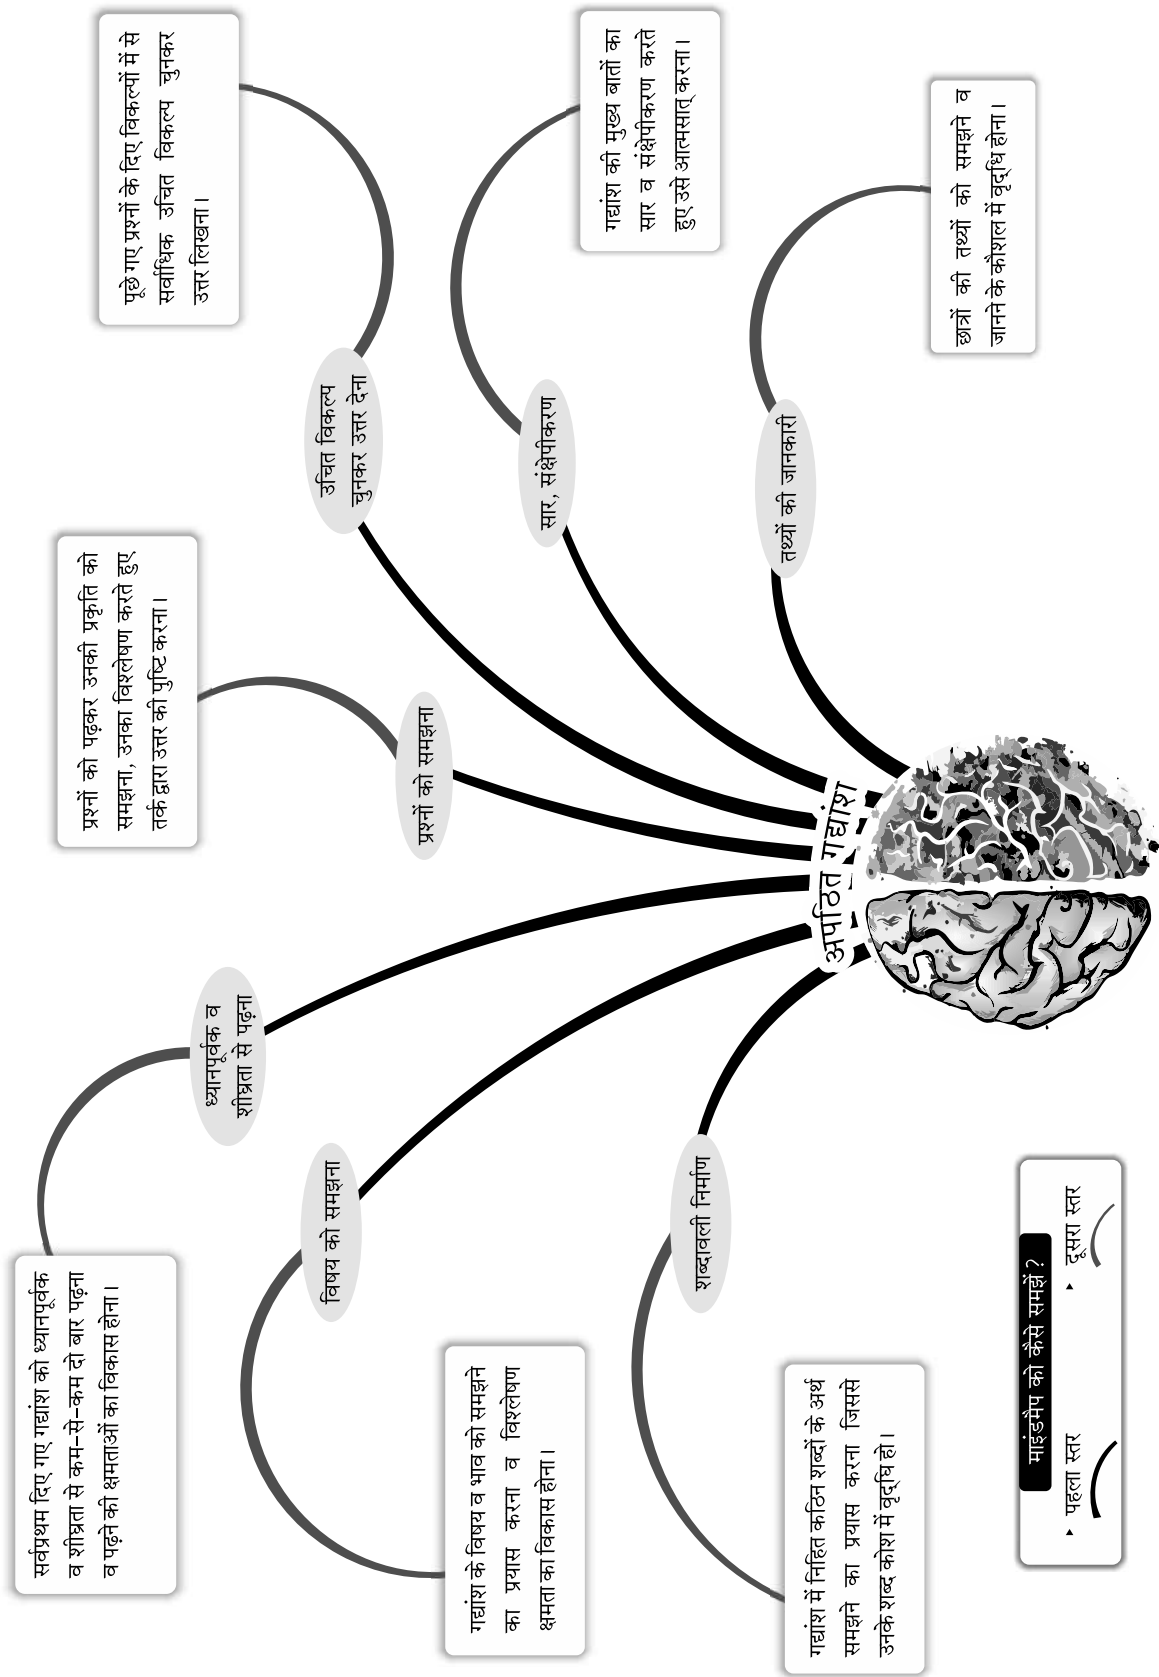 अपठित गद्यांश
शब्दावली निर्माण
गद्यांश में निहित कठिन शब्दों के अर्थ
समझने का प्रयास करना जिससे
उनके शब्द कोश में वृद्धि हो।
विषय को समझना
गद्यांश के विषय व भाव को समझने
का प्रयास करना व विश्लेषण
क्षमता का विकास होना।
ध्यानपूर्वक व
शीघ्रता से पढ़ना
सर्वप्रथम दिए गए गद्यांश को ध्यानपूर्वक
व शीघ्रता से कम-से-कम दो बार पढ़ना
व पढ़ने की क्षमताओं का विकास होना।
प्रश्नों को समझना
प्रश्नों को पढ़कर उनकी प्रकृति को
समझना, उनका विश्लेषण करते हुए
तर्क द्वारा उत्तर की पुष्टि करना।
उचित विकल्प
चुनकर उत्तर देना
पूछे गए प्रश्नों के दिए विकल्पों में से
सर्वाधिक उचित विकल्प चुनकर
उत्तर लिखना।
सार, संक्षेपीकरण
गद्यांश की मुख्य बातों का
सार व संक्षेपीकरण करते
हुए उसे आत्मसात् करना।
तथ्यों की जानकारी
छात्रों की तथ्यों को समझने व
जानने के कौशल में वृद्धि होना।
माइंडमैप को कैसे समझें ?
पहला स्तर
दूसरा स्तर